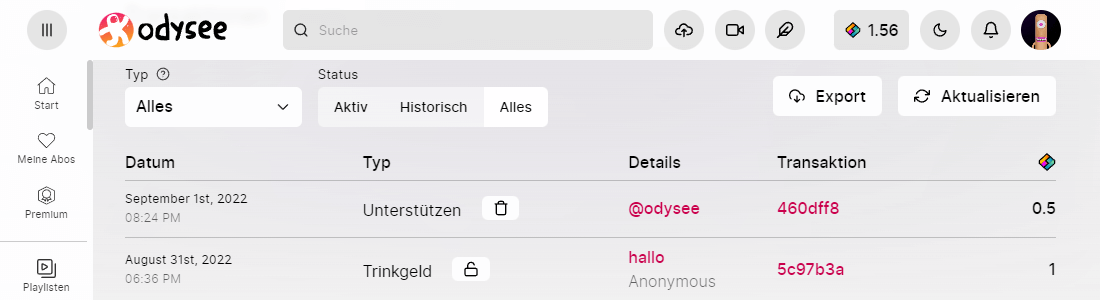 odysee
Suche
1.56
Start
Meine Abos
Premium
Playlisten
Typ
Status
Alles
Aktiv Historisch Alles
Export
Aktualisieren
Datum Typ Details Transaktion
September 1st, 2022
08:24 PM
Unterstützen
@odysee
460dff8
0.5
August 31st, 2022
06:36 PM
Trinkgeld
hallo
Anonymous
5c97b3a
1